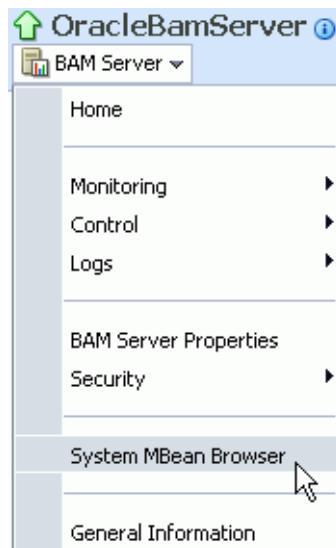 OracleBamServer
BAM Server
Home
Monitoring
Control
Logs
BAM Server Properties
Security
System MBean Browser
General Information